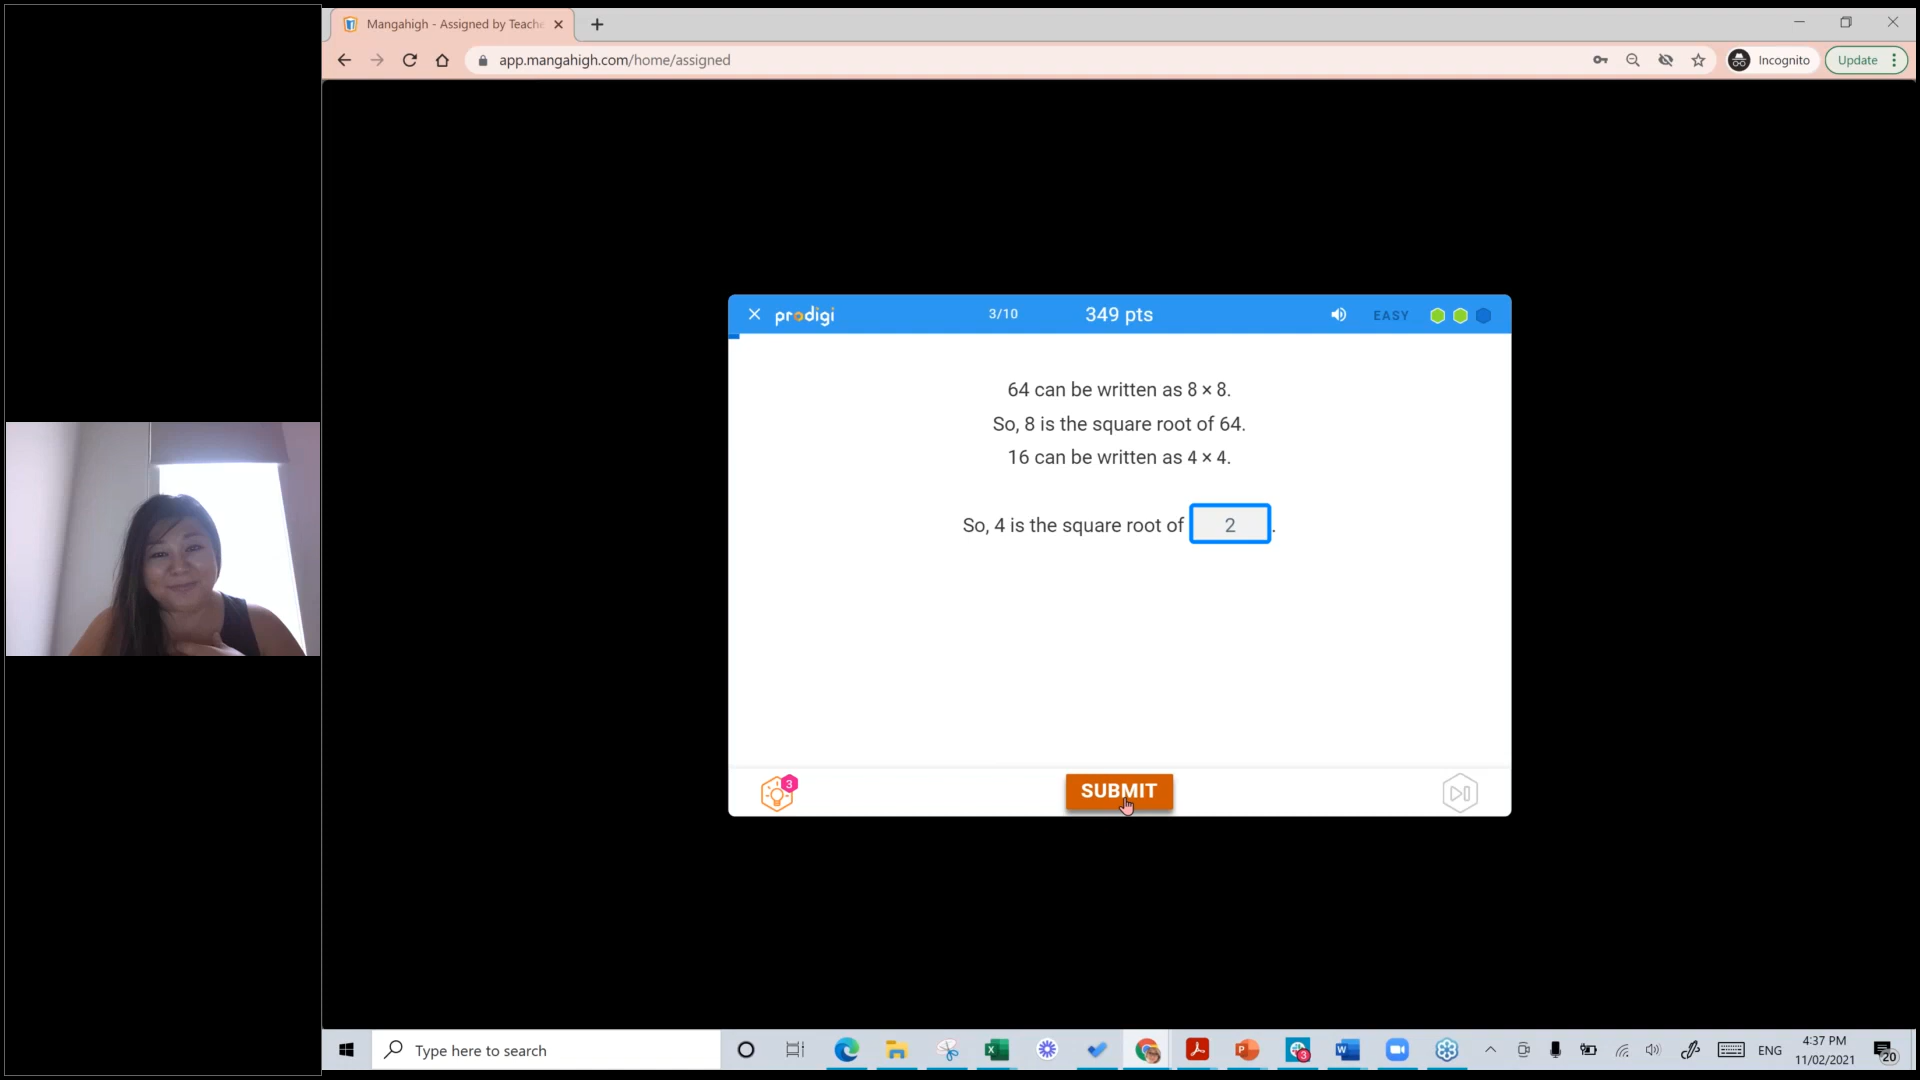 Mangahigh - Assigned by Teache
app.mangahigh.com/home/assigned
Incognito
Update
prodigi
3/10
349 pts
EASY
64 can be written as 8 × 8.
So, 8 is the square root of 64.
16 can be written as 4 × 4.
So, 4 is the square root of 2.
3
SUBMIT
Type here to search
3
ENG
4:37 PM
11/02/2021
20